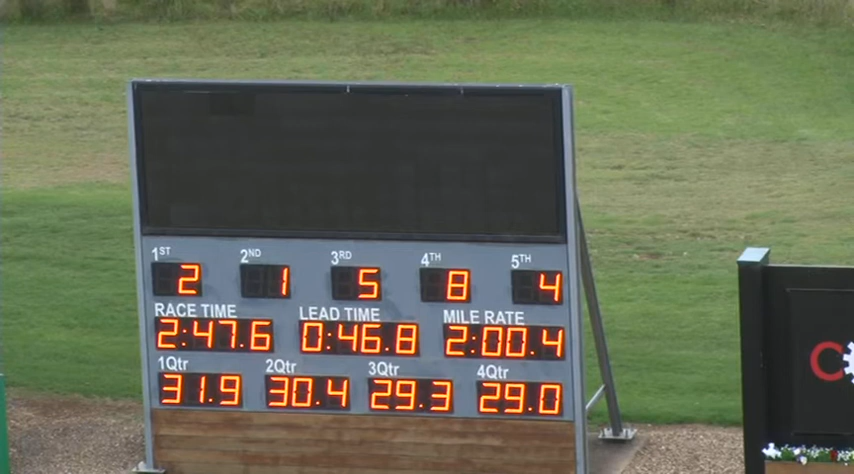 1ST 2ND 3RD 4TH 5TH
2 1 5 8 4
RACE TIME LEAD TIME MILE RATE
2:47.6 0:46.8 2:00.4
1Qtr 2Qtr 3Qtr 4Qtr
31.9 30.4 29.3 29.0